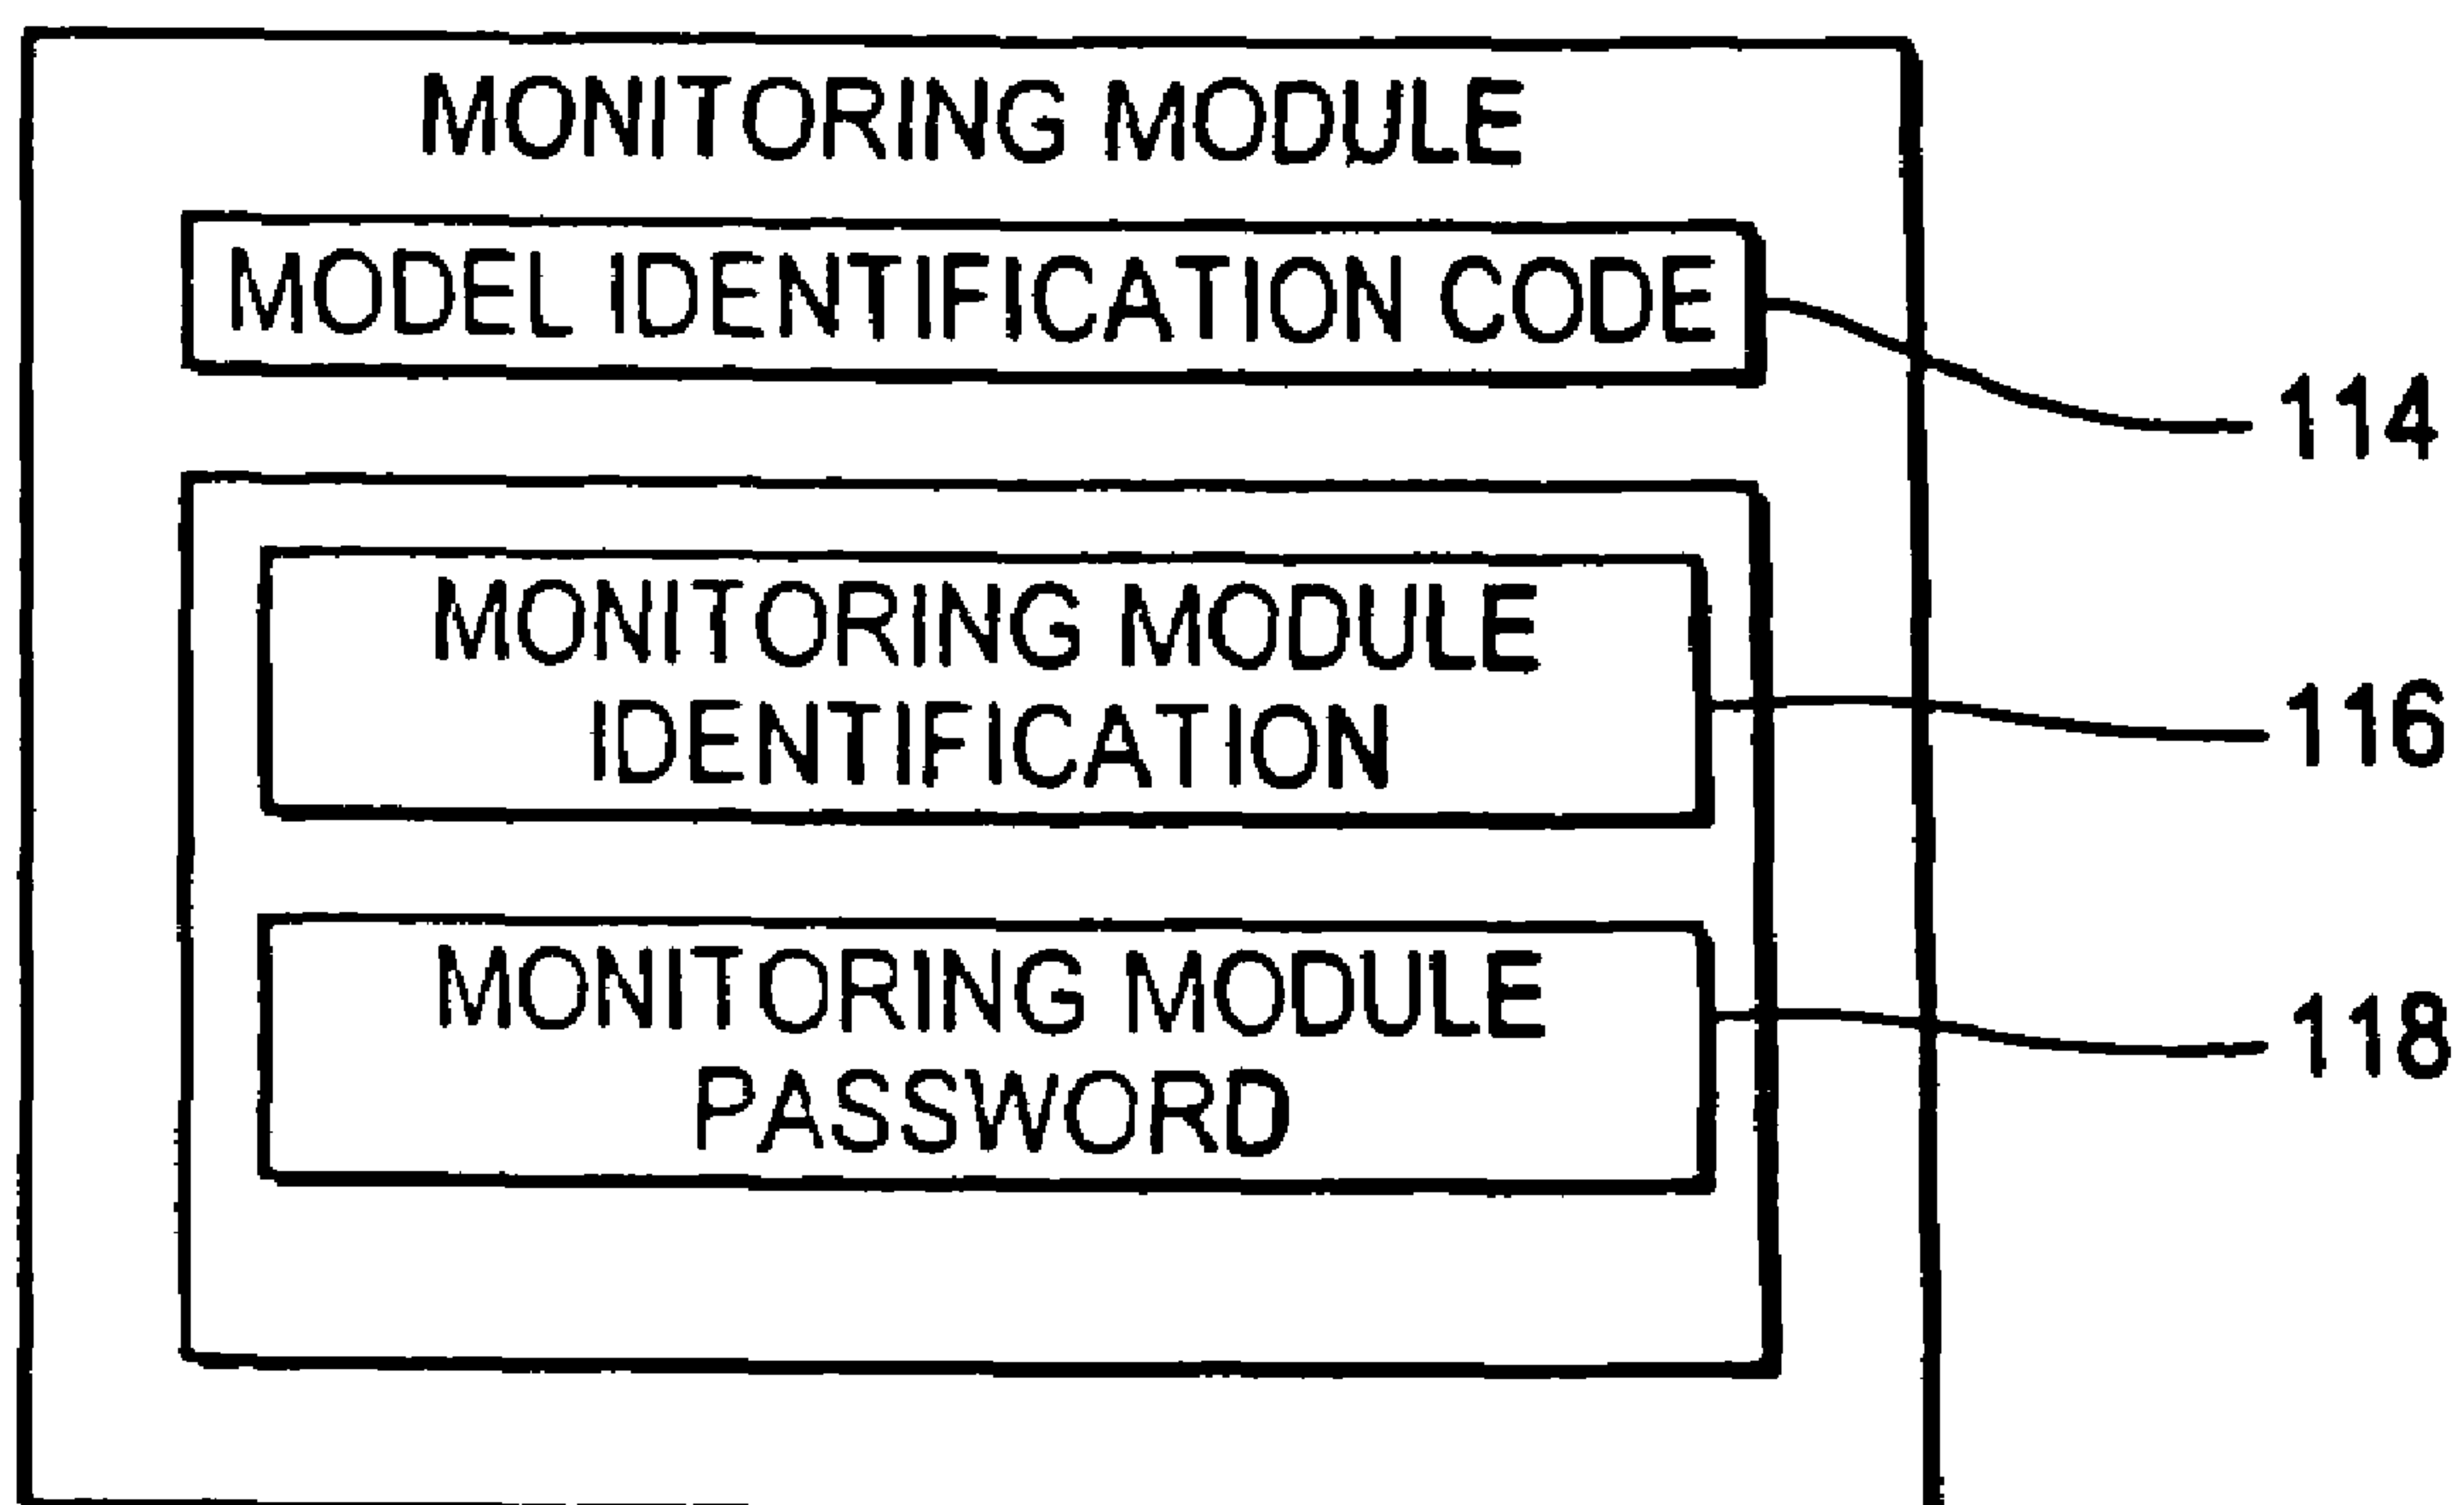 MONITORING MODULE
MODEL IDENTIFICATION CODE
114
MONITORING MODULE
IDENTIFICATION
116
MONITORING MODULE
PASSWORD
118